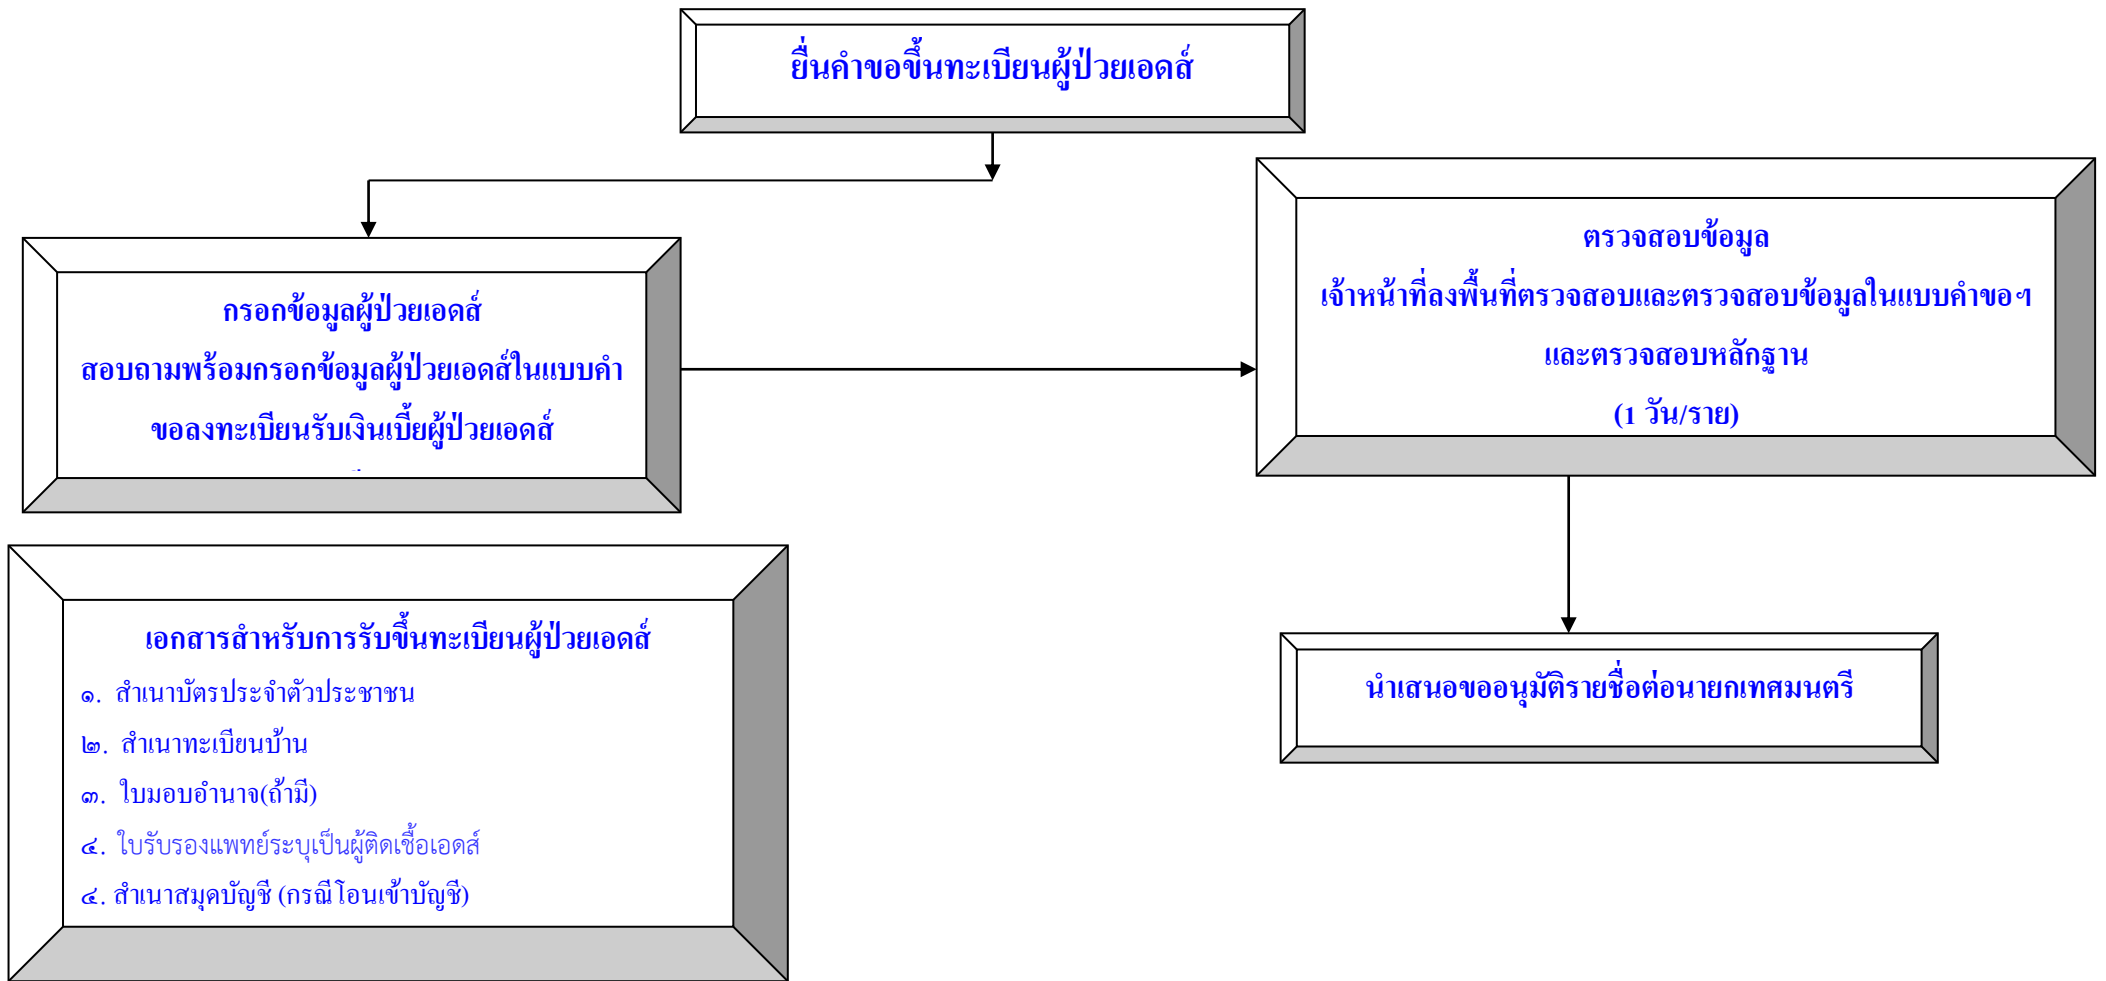 ยื่นคำขอขึ้นทะเบียนผู้ป่วยเอดส์
กรอกข้อมูลผู้ป่วยเอดส์
สอบถามพร้อมกรอกข้อมูลผู้ป่วยเอดส์ในแบบคำ
ขอลงทะเบียนรับเงินเบี้ยผู้ป่วยเอดส์
ตรวจสอบข้อมูล
เจ้าหน้าที่ลงพื้นที่ตรวจสอบและตรวจสอบข้อมูลในแบบคำขอฯ
และตรวจสอบหลักฐาน
(1 วัน/ราย)
เอกสารสำหรับการรับขึ้นทะเบียนผู้ป่วยเอดส์
๑. สำเนาบัตรประจำตัวประชาชน
๒. สำเนาทะเบียนบ้าน
๓. ใบมอบอำนาจ(ถ้ามี)
๔. ใบรับรองแพทย์ระบุเป็นผู้ติดเชื้อเอดส์
๔. สำเนาสมุดบัญชี (กรณีโอนเข้าบัญชี)
นำเสนอขออนุมัติรายชื่อต่อนายกเทศมนตรี